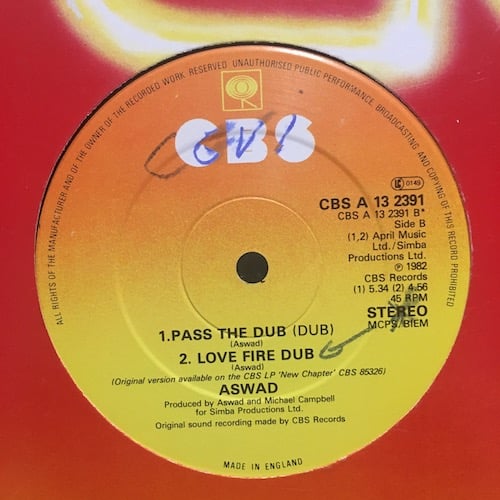 ALL RIGHTS OF THE MANUFACTURER AND OF THE OWNER OF THE RECORDED WORK RESERVED. UNAUTHORISED PUBLIC PERFORMANCE, BROADCASTING AND COPYING OF THIS RECORD PROHIBITED
CBS
0149
CBS A 13 2391
CBS A 13 2391 B*
Side B
(1,2) April Music
Ltd./Simba
Productions Ltd.
℗ 1982
CBS Records
(1) 5.34 (2) 4.56
45 RPM
STEREO
MCPS/BIEM
1.PASS THE DUB (DUB)
(Aswad)
2. LOVE FIRE DUB
(Aswad)
(Original version available on the CBS LP 'New Chapter' CBS 85326)
ASWAD
Produced by Aswad and Michael Campbell
for Simba Productions Ltd.
Original sound recording made by CBS Records
MADE IN ENGLAND